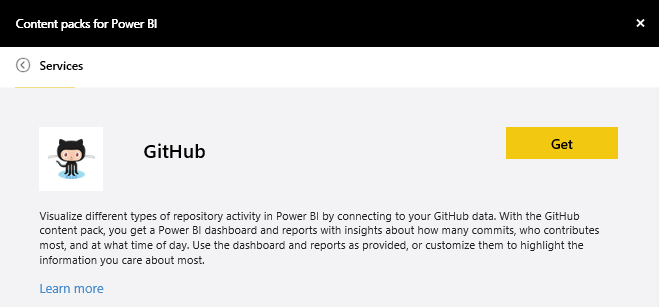 Content packs for Power BI
Services
GitHub
Get
Visualize different types of repository activity in Power BI by connecting to your GitHub data. With the GitHub
content pack, you get a Power BI dashboard and reports with insights about how many commits, who contributes
most, and at what time of day. Use the dashboard and reports as provided, or customize them to highlight the
information you care about most.
Learn more